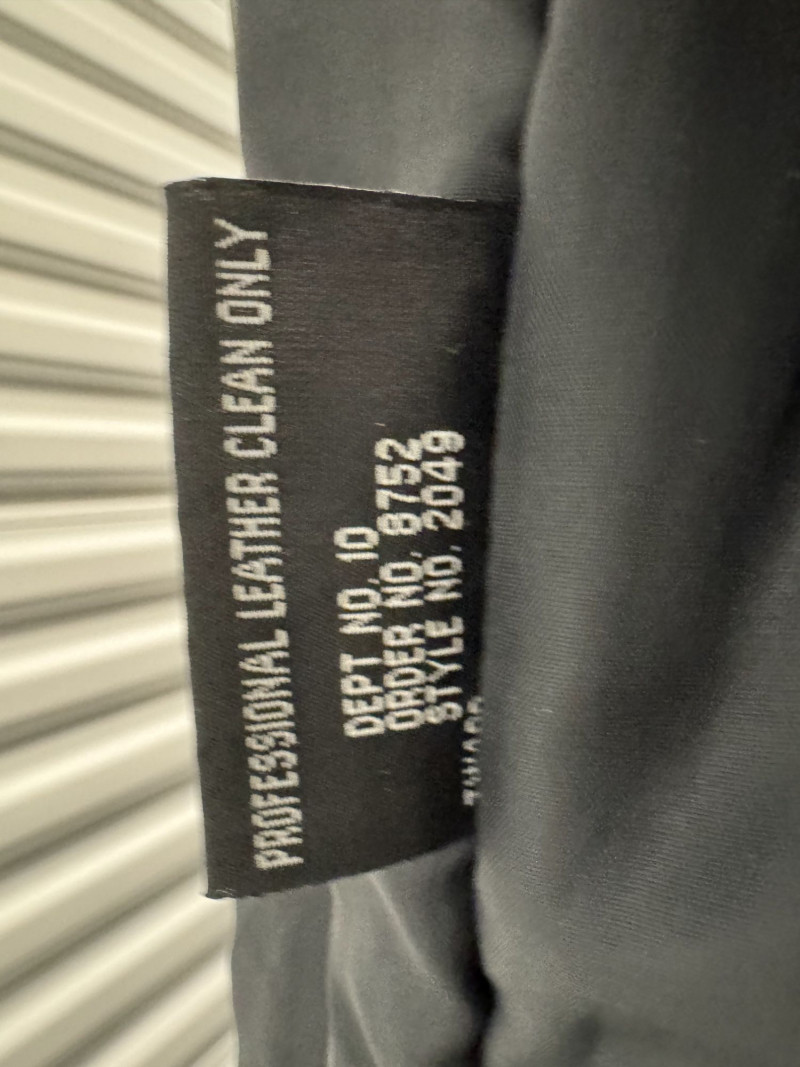 PROFESSIONAL LEATHER CLEAN ONLY
DEPT NO. 10
ORDER NO. 8752
STYLE NO. 2049